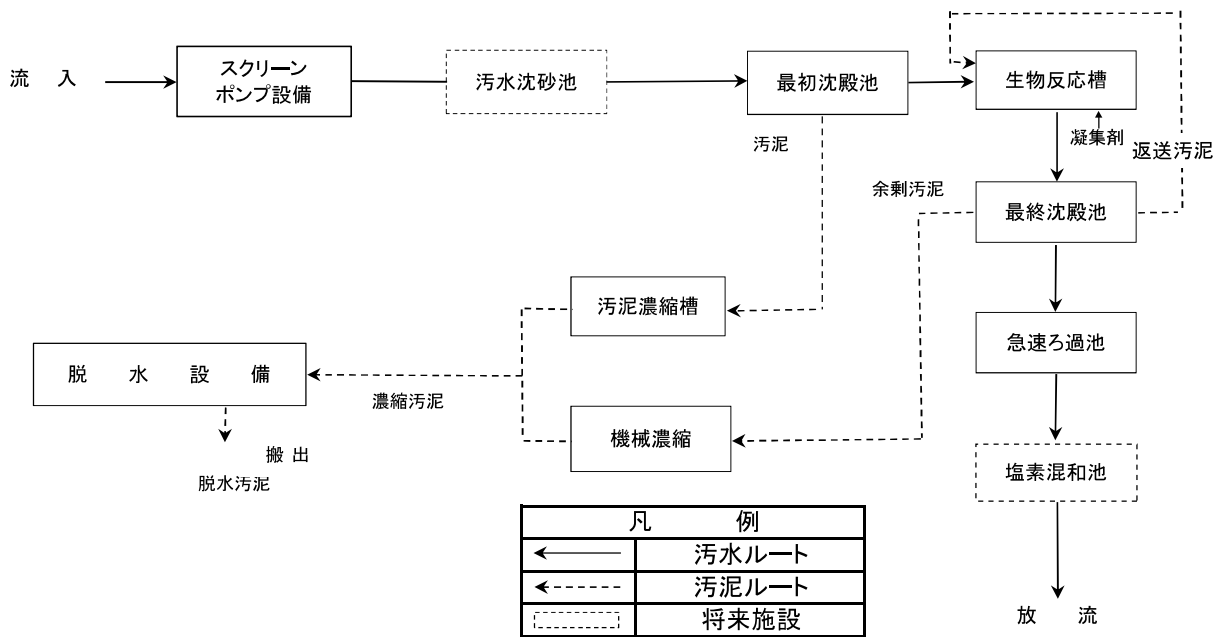 流 入
スクリーン
ポンプ設備
汚水沈砂池
最初沈殿池
生物反応槽
凝集剤
返送汚泥
汚泥
余剰汚泥
最終沈殿池
汚泥濃縮槽
急速ろ過池
脱 水 設 備
濃縮汚泥
機械濃縮
搬 出
脱水汚泥
塩素混和池
凡 例
汚水ルート
汚泥ルート
将来施設
放 流